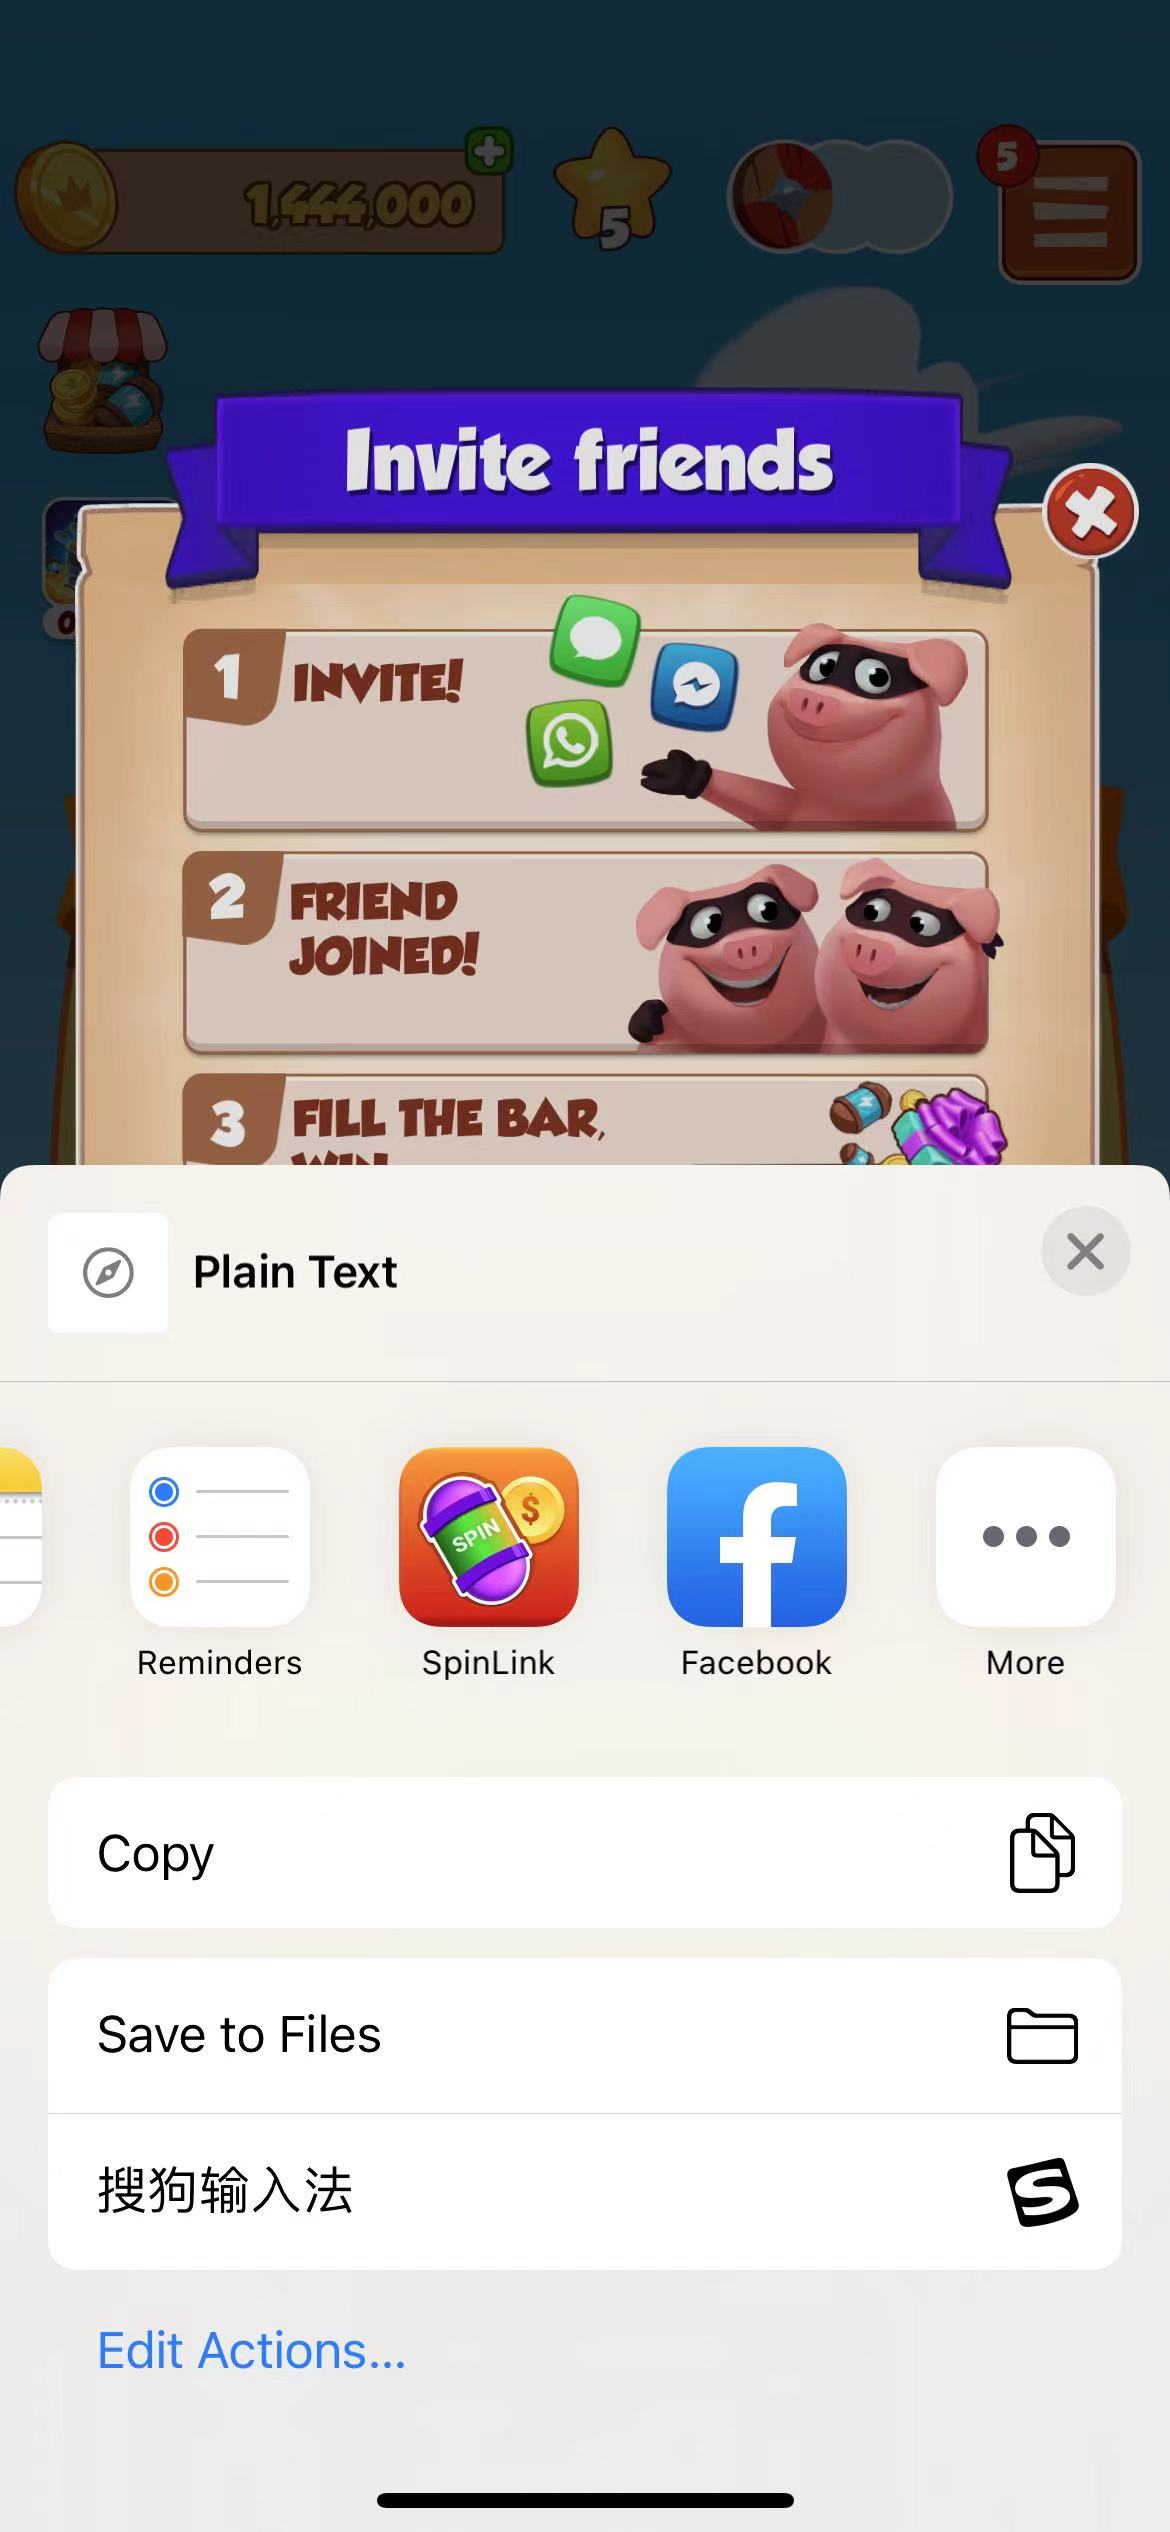 1,444,000
5
5
Invite friends
1
INVITE!
2
FRIEND
JOINED!
3
FILL THE BAR,
WIN
Plain Text
SPIN
$
Reminders
SpinLink
Facebook
More
Copy
Save to Files
搜狗输入法
Edit Actions...